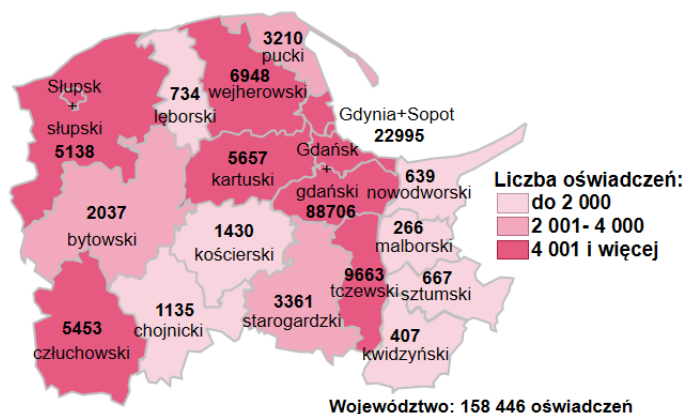 3210
pucki
Słupsk
+
słupski
5138
734
lęborski
6948
wejherowski
Gdynia+Sopot
22995
5657
kartuski
Gdańsk
+
gdański
88706
639
nowodworski
2037
bytowski
1430
kościerski
266
malborski
9663
tczewski
667
sztumski
5453
człuchowski
1135
chojnicki
3361
starogardzki
407
kwidzyński
Liczba oświadczeń:
do 2 000
2 001- 4 000
4 001 i więcej
Województwo: 158 446 oświadczeń